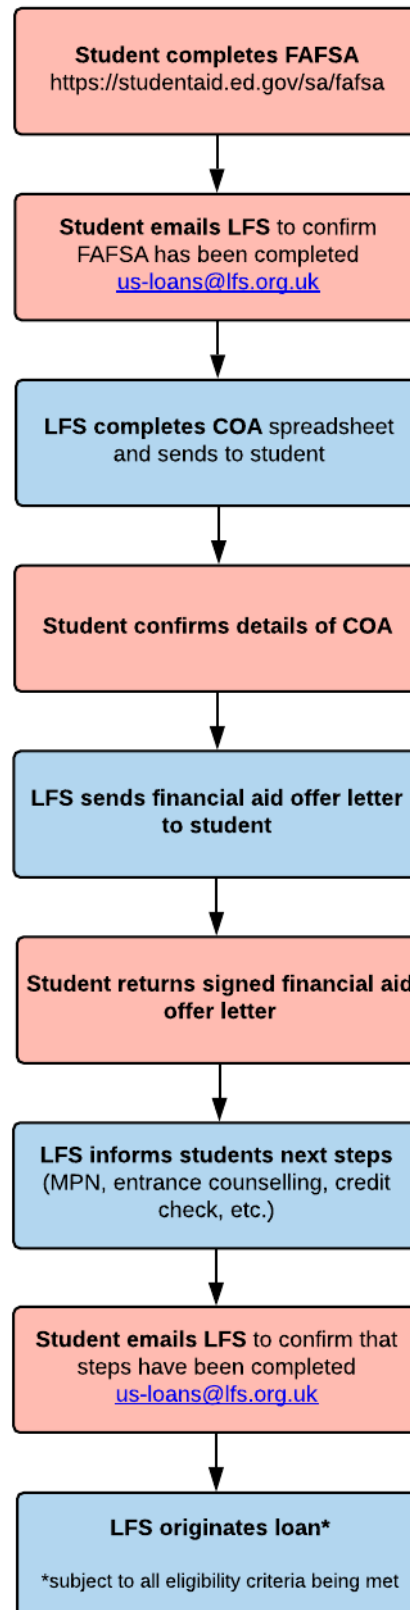 Student completes FAFSA
https://studentaid.ed.gov/sa/fafsa
Student emails LFS to confirm
FAFSA has been completed
us-loans@lfs.org.uk
LFS completes COA spreadsheet
and sends to student
Student confirms details of COA
LFS sends financial aid offer letter
to student
Student returns signed financial aid
offer letter
LFS informs students next steps
(MPN, entrance counselling, credit
check, etc.)
Student emails LFS to confirm that
steps have been completed
us-loans@lfs.org.uk
LFS originates loan*
*subject to all eligibility criteria being met